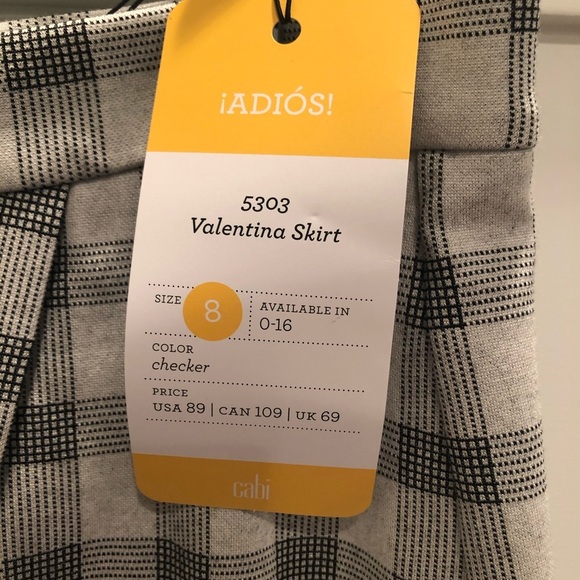 ¡ADIÓS!
5303
Valentina Skirt
SIZE 8
AVAILABLE IN
0-16
COLOR
checker
PRICE
USA 89 | CAN 109 | UK 69
cabi